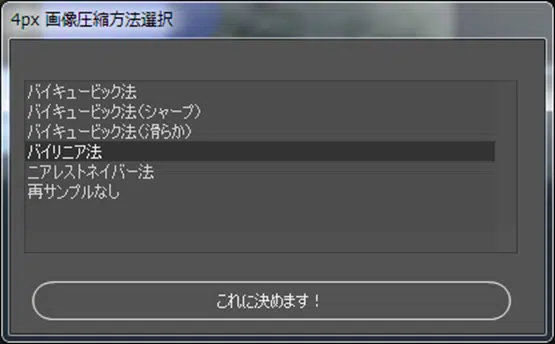 4px 画像圧縮方法選択
バイキュービック法
バイキュービック法(シャープ)
バイキュービック法(滑らか)
バイリニア法
ニアレストネイバー法
再サンプルなし
これに決めます！